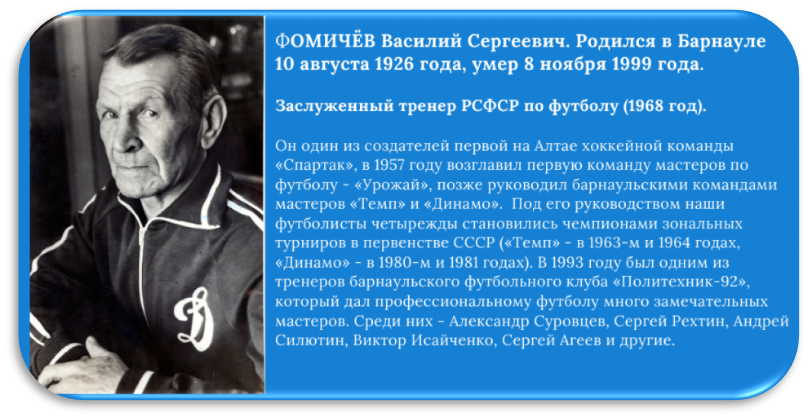 ФОМИЧЁВ Василий Сергеевич. Родился в Барнауле
10 августа 1926 года, умер 8 ноября 1999 года.
Заслуженный тренер РСФСР по футболу (1968 год).
Он один из создателей первой на Алтае хоккейной команды
«Спартак», в 1957 году возглавил первую команду мастеров по
футболу - «Урожай», позже руководил барнаульскими командами
мастеров «Темп» и «Динамо». Под его руководством наши
футболисты четырежды становились чемпионами зональных
турниров в первенстве СССР («Темп» - в 1963-м и 1964 годах,
«Динамо» - в 1980-м и 1981 годах). В 1993 году был одним из
тренеров барнаульского футбольного клуба «Политехник-92»,
который дал профессиональному футболу много замечательных
мастеров. Среди них - Александр Суровцев, Сергей Рехтин, Андрей
Силютин, Виктор Исайченко, Сергей Агеев и другие.
Д